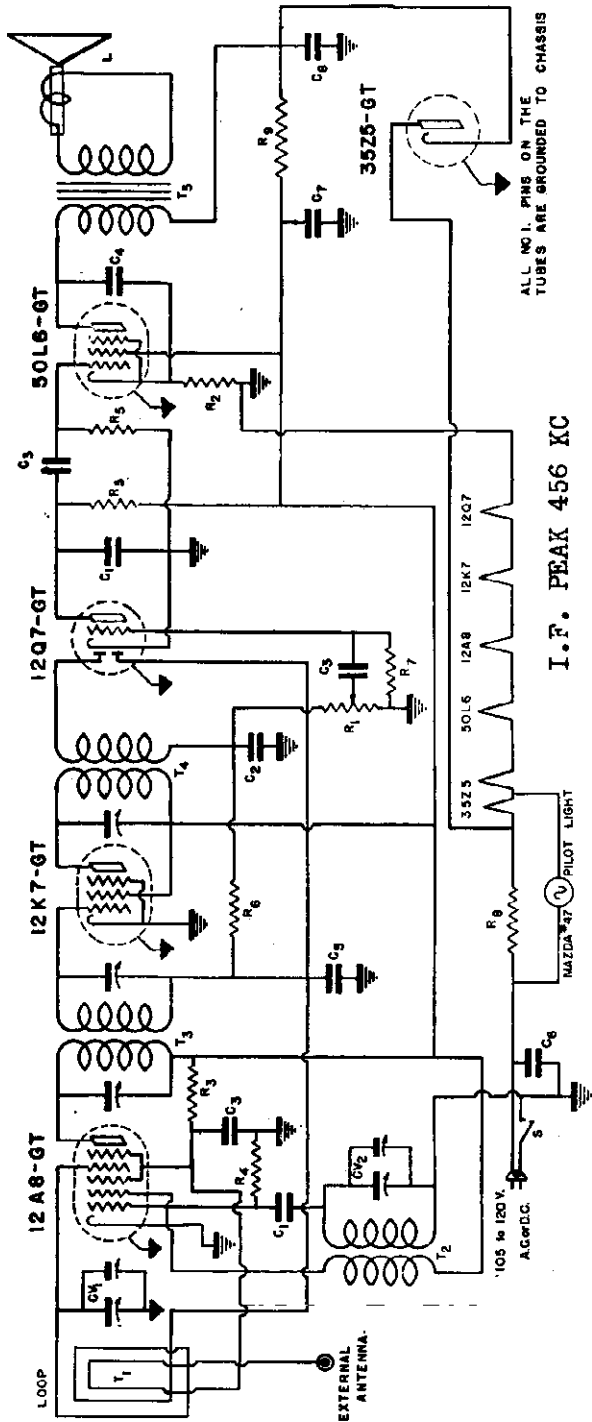 12A8-GT
12K7-GT
12Q7-GT
50L6-GT
LOOP
CV1
T1
EXTERNAL
ANTENNA.
T3
R3
C3
R4
C1
CV2
T2
R6
C5
T4
C2
C1
R3
C3
R5
R1
C3
R7
R2
C4
T5
L
C8
R9
C7
35Z5-GT
ALL NO 1. PINS ON THE
TUBES ARE GROUNDED TO CHASSIS
105 to 120V.
A.C or D.C.
S
C6
R8
MAZDA #47
PILOT LIGHT
35Z5
50L6
12A8
12K7
12Q7
I.F. PEAK 456 KC